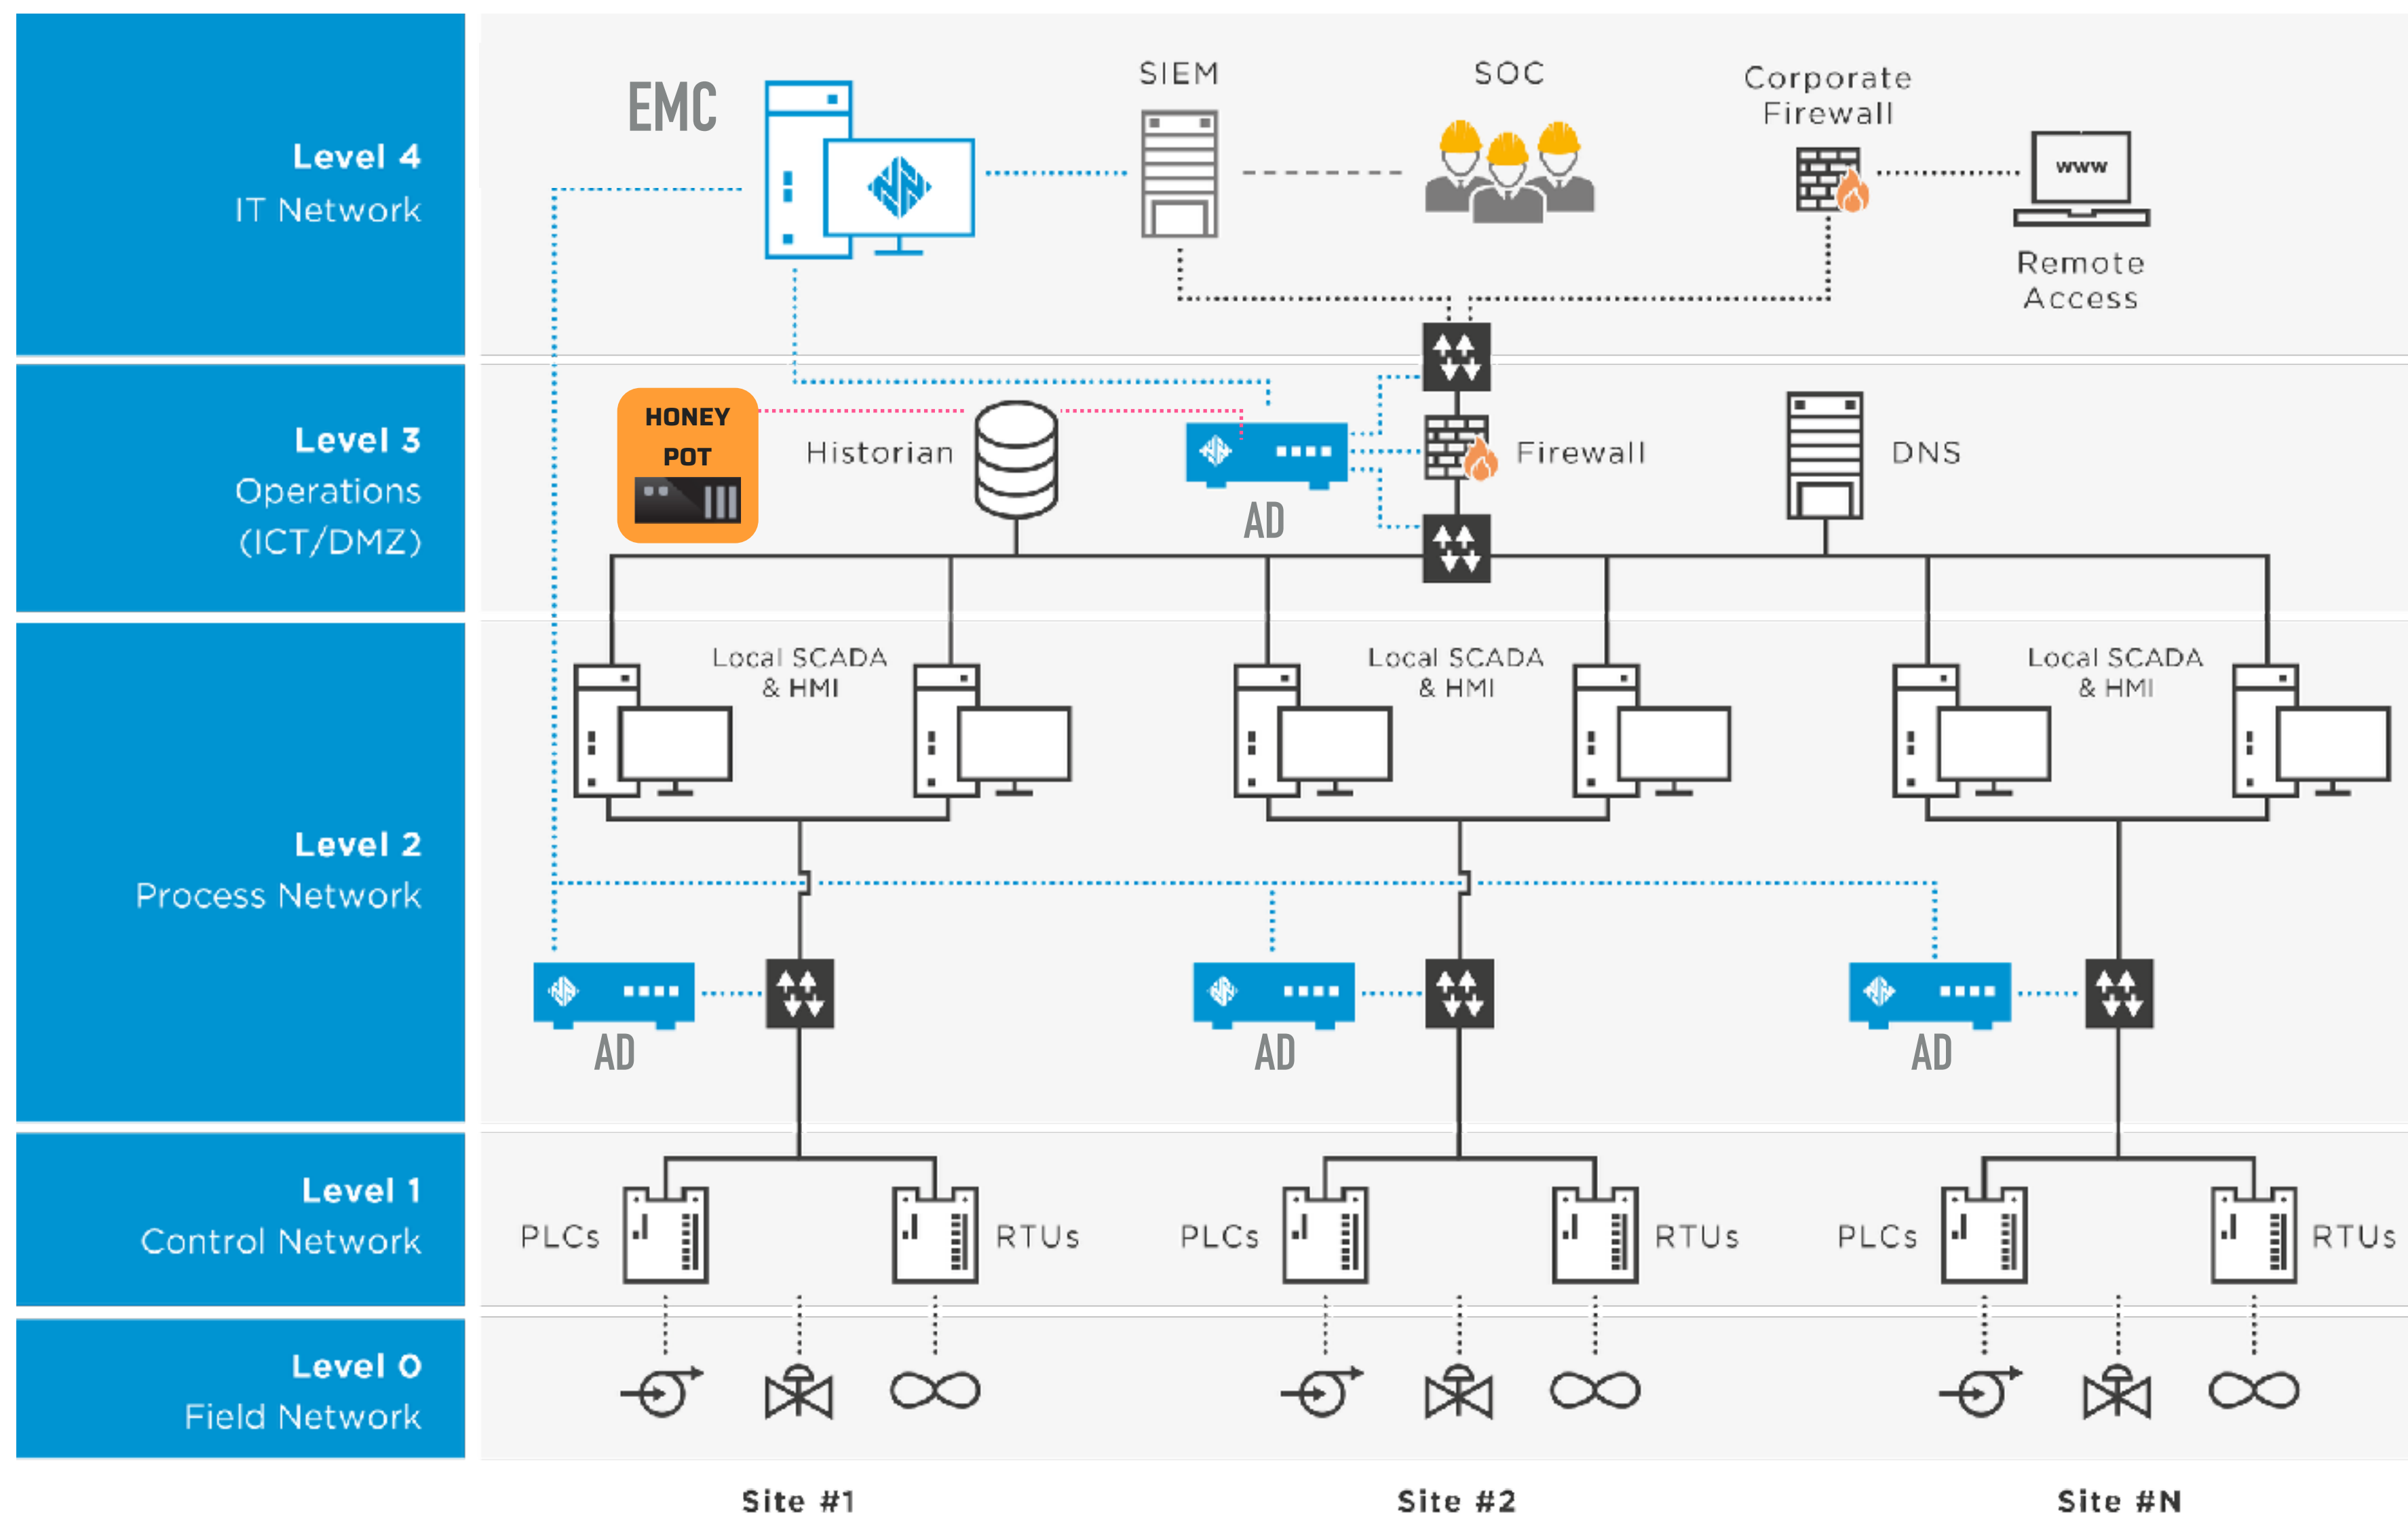 Level 4
IT Network
EMC
SIEM
SOC
Corporate
Firewall
www
Remote
Access
Level 3
Operations
(ICT/DMZ)
HONEY
POT
Historian
AD
Firewall
DNS
Level 2
Process Network
Local SCADA
& HMI
Local SCADA
& HMI
Local SCADA
& HMI
AD
AD
AD
Level 1
Control Network
PLCs
RTUs
PLCs
RTUs
PLCs
RTUs
Level 0
Field Network
Site #1
Site #2
Site #N